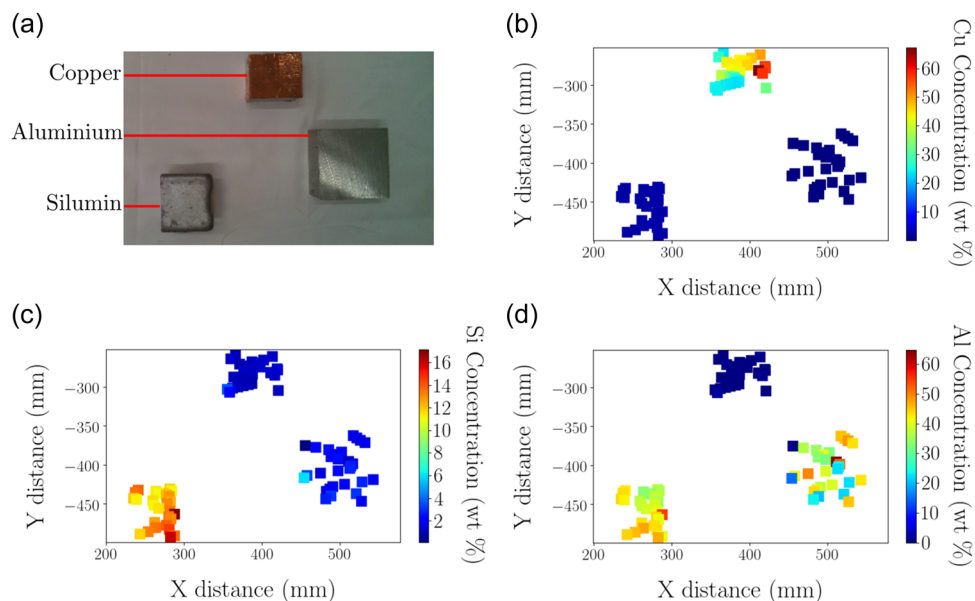 (a)
Copper
Aluminium
Silumin
(b)
Y distance (mm)
−300
−350
−400
−450
200
300
400
500
X distance (mm)
60
50
40
30
20
10
Cu Concentration (wt %)
(c)
Y distance (mm)
−300
−350
−400
−450
200
300
400
500
X distance (mm)
16
14
12
10
8
6
4
2
Si Concentration (wt %)
(d)
Y distance (mm)
−300
−350
−400
−450
200
300
400
500
X distance (mm)
60
50
40
30
20
10
0
Al Concentration (wt %)